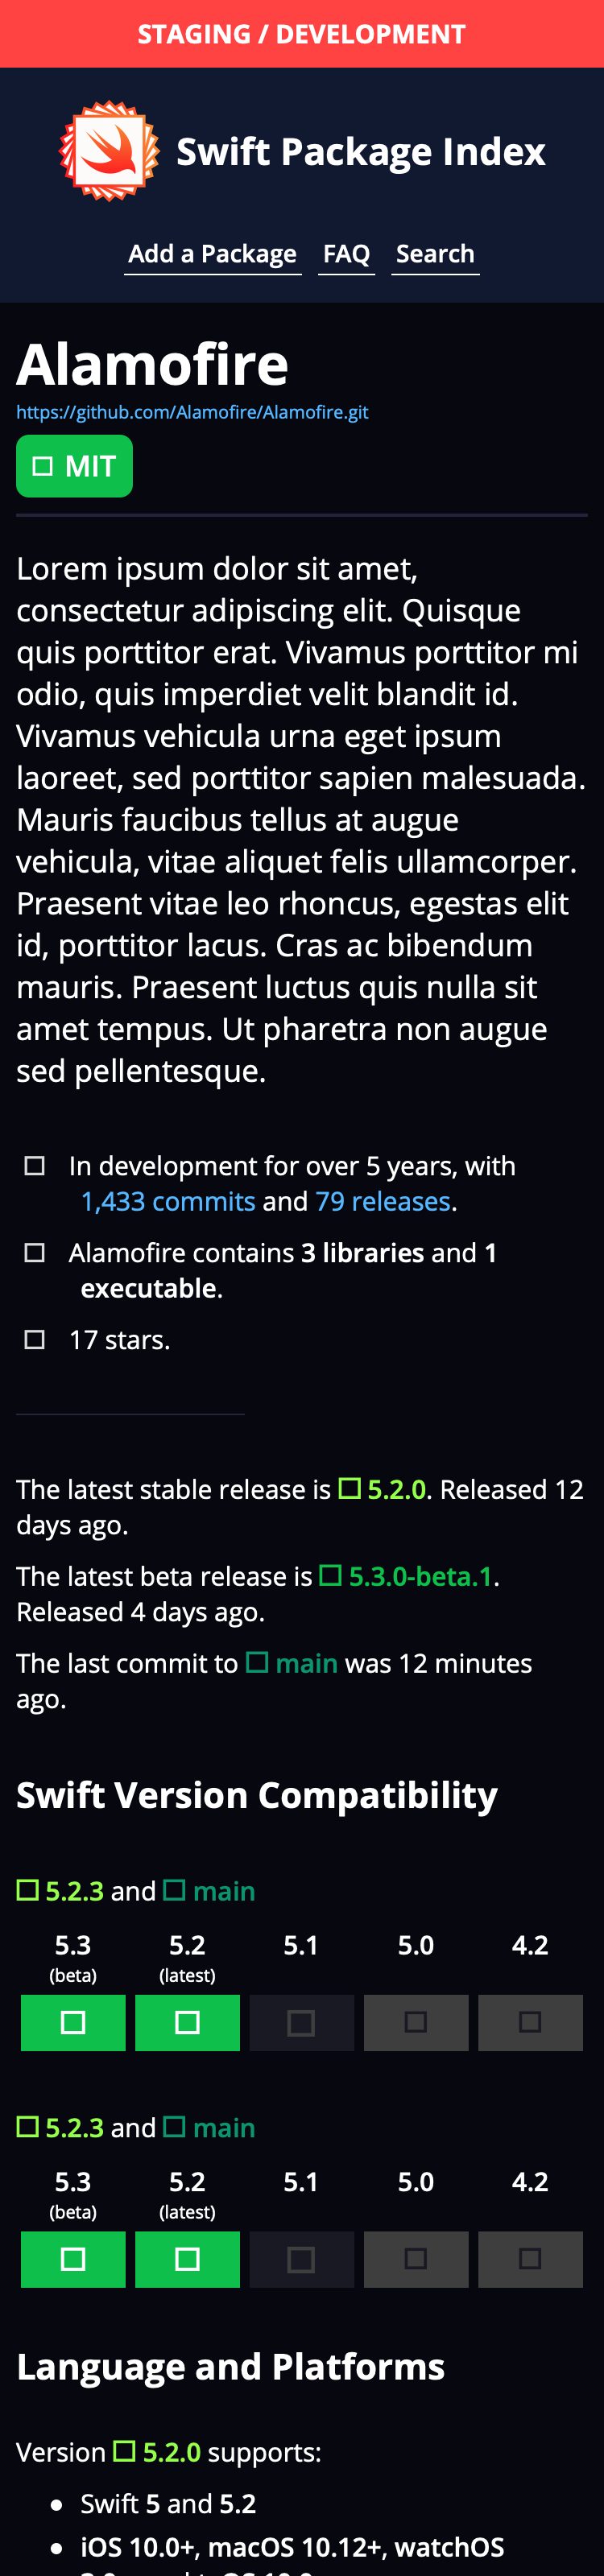 STAGING / DEVELOPMENT
Swift Package Index
Add a Package FAQ Search
Alamofire
https://github.com/Alamofire/Alamofire.git
MIT
Lorem ipsum dolor sit amet,
consectetur adipiscing elit. Quisque
quis porttitor erat. Vivamus porttitor mi
odio, quis imperdiet velit blandit id.
Vivamus vehicula urna eget ipsum
laoreet, sed porttitor sapien malesuada.
Mauris faucibus tellus at augue
vehicula, vitae aliquet felis ullamcorper.
Praesent vitae leo rhoncus, egestas elit
id, porttitor lacus. Cras ac bibendum
mauris. Praesent luctus quis nulla sit
amet tempus. Ut pharetra non augue
sed pellentesque.
In development for over 5 years, with
1,433 commits and 79 releases.
Alamofire contains 3 libraries and 1
executable.
17 stars.
The latest stable release is 5.2.0. Released 12
days ago.
The latest beta release is 5.3.0-beta.1.
Released 4 days ago.
The last commit to main was 12 minutes
ago.
Swift Version Compatibility
5.2.3 and main
5.3 5.2 5.1 5.0 4.2
(beta) (latest)
5.2.3 and main
5.3 5.2 5.1 5.0 4.2
(beta) (latest)
Language and Platforms
Version 5.2.0 supports:
Swift 5 and 5.2
iOS 10.0+, macOS 10.12+, watchOS